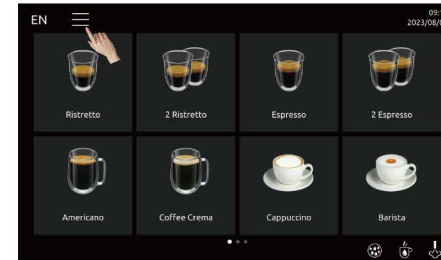 EN
Ristretto
2 Ristretto
Espresso
2 Espresso
Americano
Coffee Crema
Cappuccino
Barista